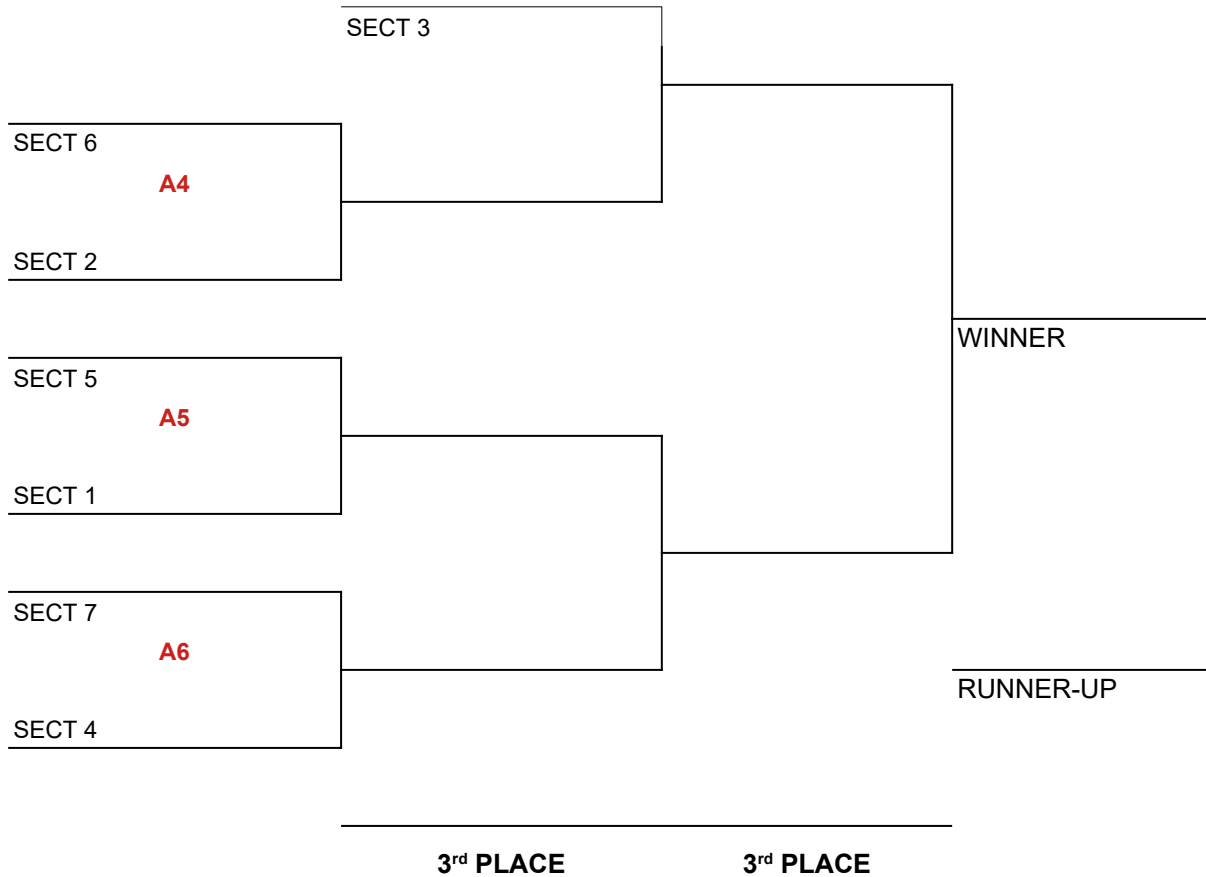 SECT 3
SECT 6
A4
SECT 2
SECT 5
A5
SECT 1
SECT 7
A6
SECT 4
WINNER
RUNNER-UP
3rd PLACE
3rd PLACE